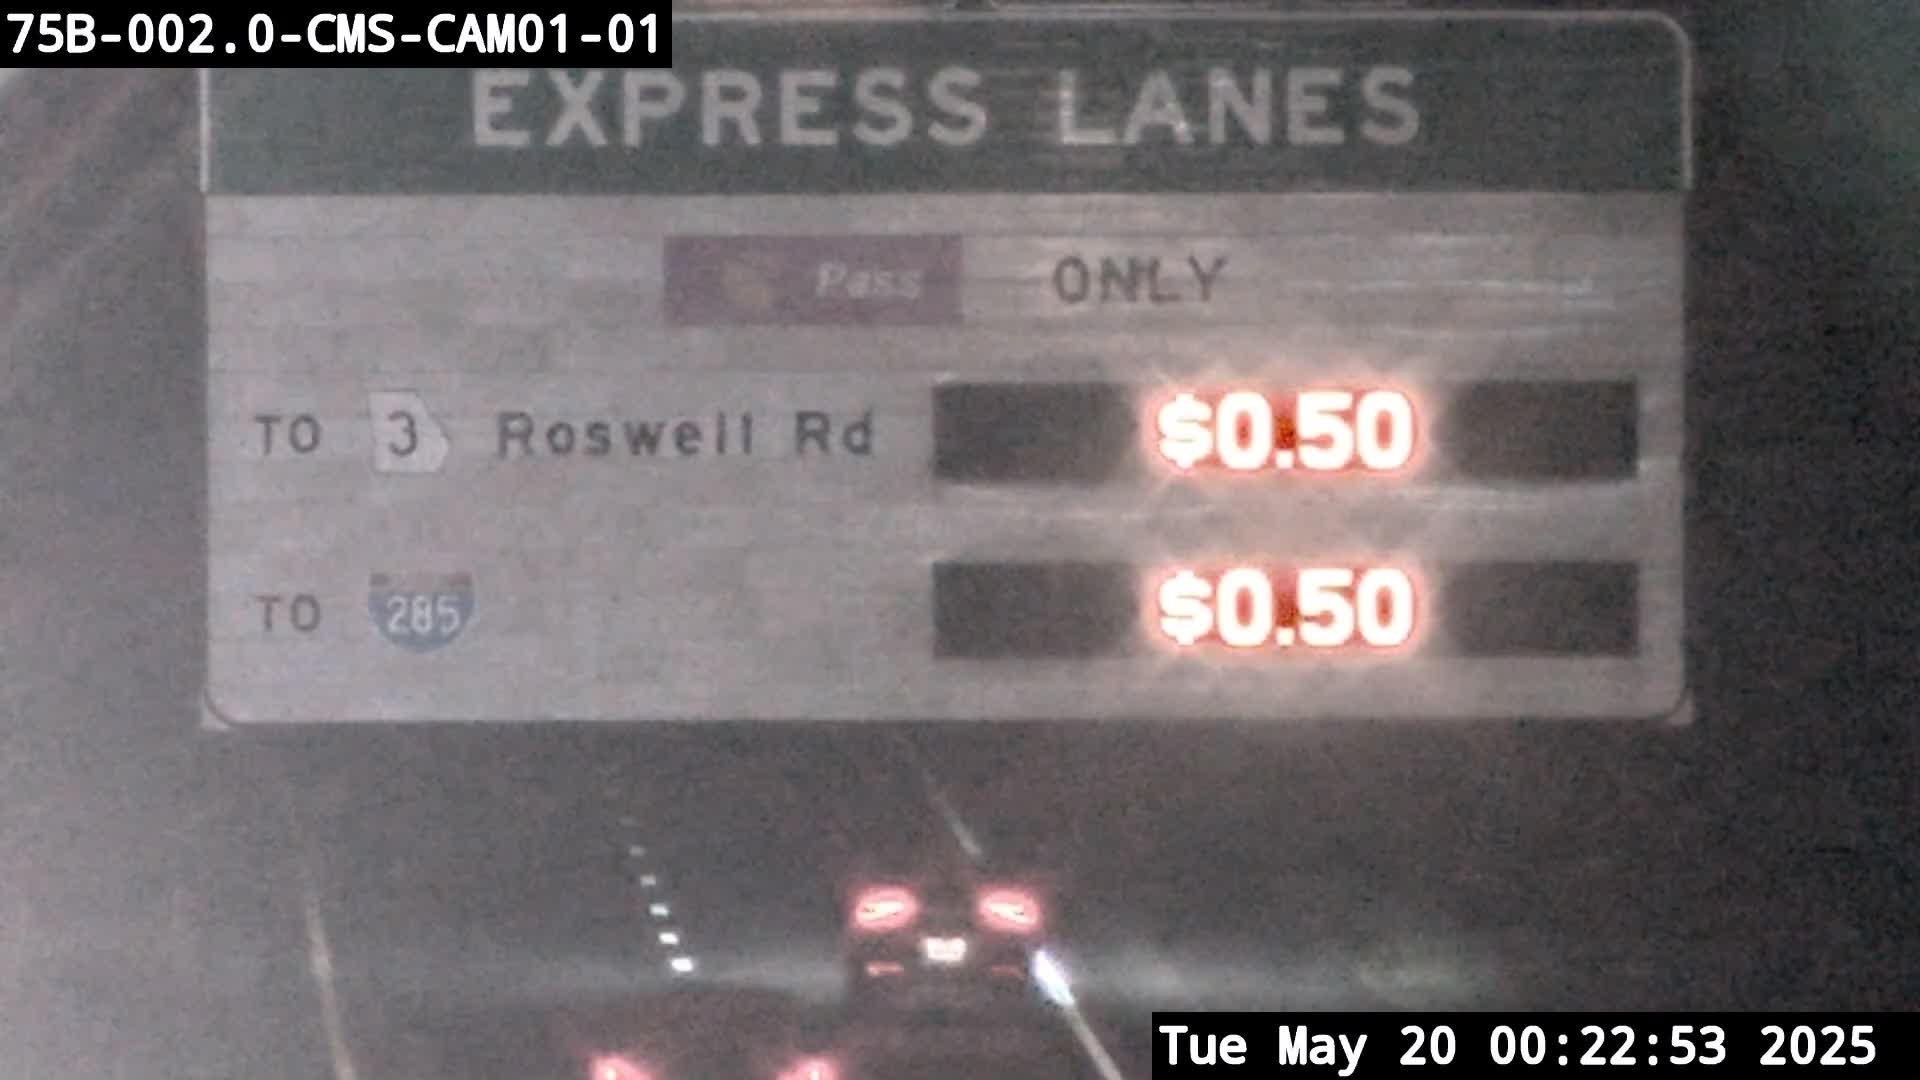 75B-002.0-CMS-CAM01-01
EXPRESS LANES
Pass ONLY
TO 3 Roswell Rd $0.50
TO 285 $0.50
Tue May 20 00:22:53 2025